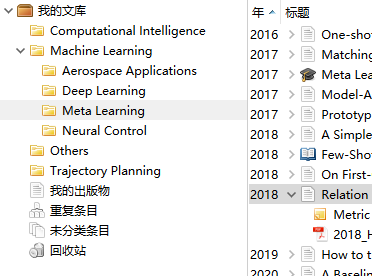 我的文库
Computational Intelligence
Machine Learning
Aerospace Applications
Deep Learning
Meta Learning
Neural Control
Others
Trajectory Planning
我的出版物
重复条目
未分类条目
回收站
年 标题
2016 One-sho
2017 Matching
2017 Meta Lea
2017 Model-A
2017 Prototyp
2018 A Simple
2018 Few-Sho
2018 On First-
2018 Relation
Metric
2018_H
2019 How to t
2020 A Baselin